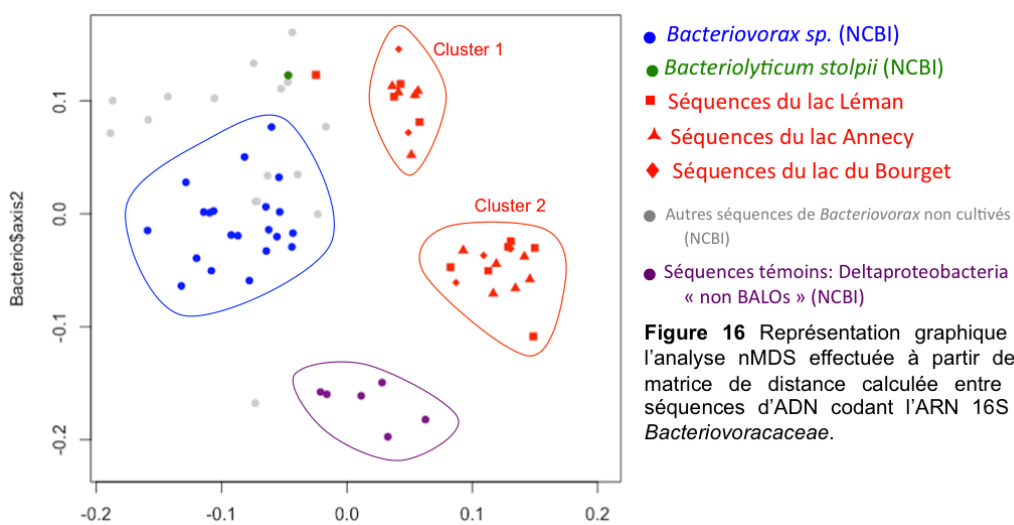 Cluster 1
Cluster 2
Bacterio$axis2
0.1
0.0
-0.1
-0.2
-0.2
-0.1
0.0
0.1
0.2
Bacteriovorax sp. (NCBI)
Bacteriolyticum stolpii (NCBI)
Séquences du lac Léman
Séquences du lac Annecy
Séquences du lac du Bourget
Autres séquences de Bacteriovorax non cultivés
(NCBI)
Séquences témoins: Deltaproteobacteria
« non BALOs » (NCBI)
Figure 16 Représentation graphique
l'analyse nMDS effectuée à partir de
matrice de distance calculée entre
séquences d'ADN codant l'ARN 16S
Bacteriovoracaceae.